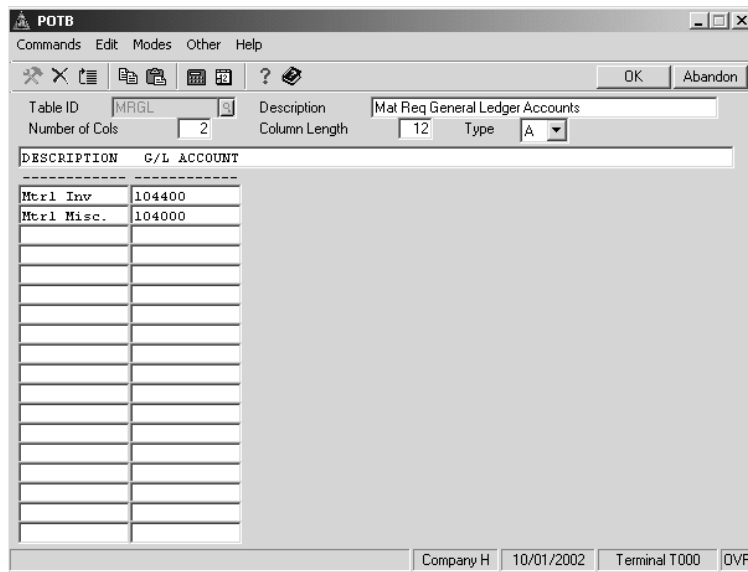 POTB
Commands Edit Modes Other Help
OK Abandon
Table ID MRGL Description Mat Req General Ledger Accounts
Number of Cols 2 Column Length 12 Type A
DESCRIPTION G/L ACCOUNT
------------ ------------
Mtrl Inv 104400
Mtrl Misc. 104000
Company H 10/01/2002 Terminal T000 OVR